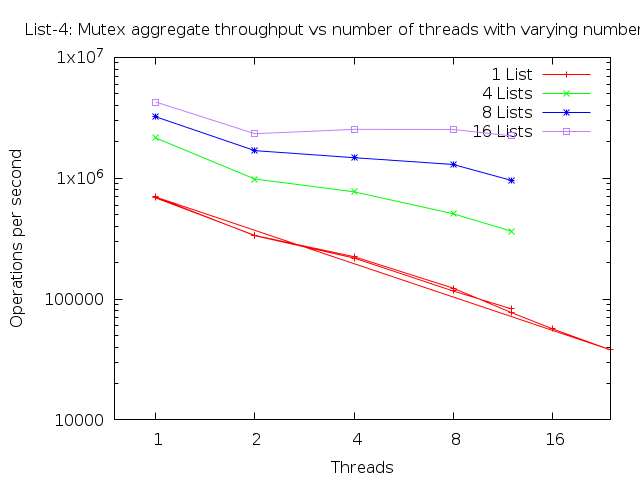 List-4: Mutex aggregate throughput vs number of threads with varying number
1x10^7
1 List
4 Lists
8 Lists
16 Lists
1x10^6
Operations per second
100000
10000
1 2 4 8 16
Threads